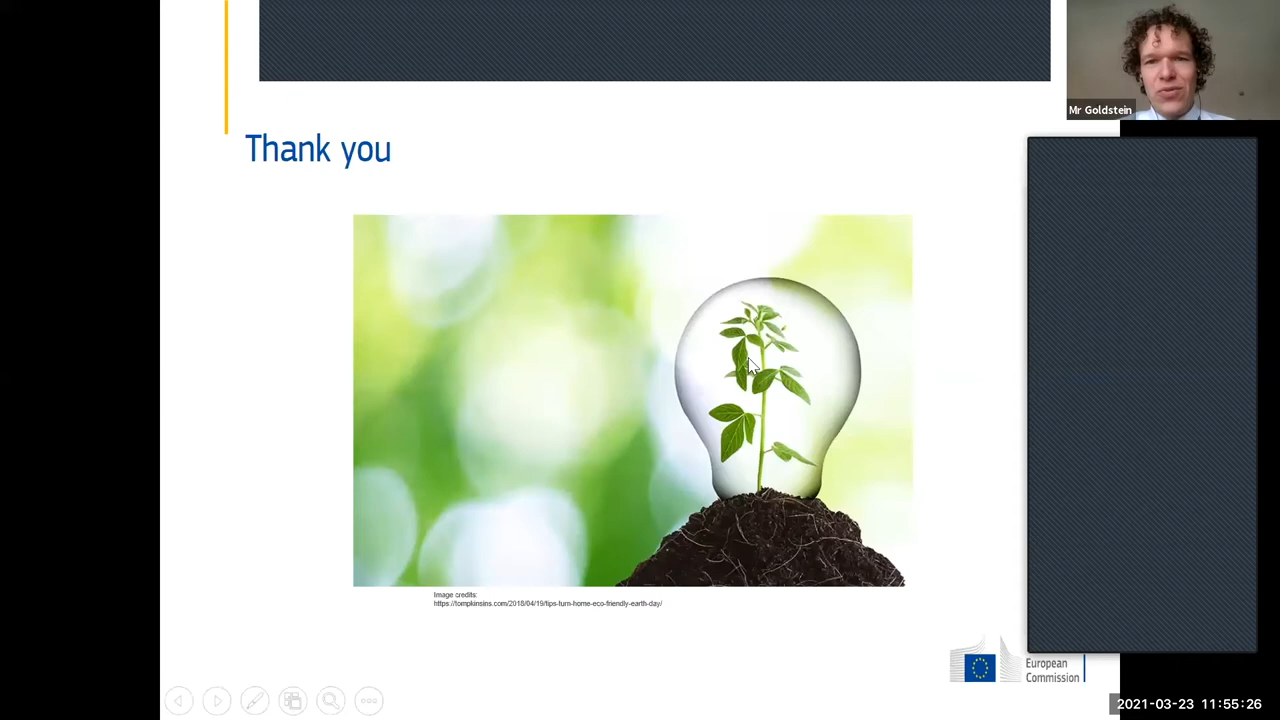 Mr Goldstein
Thank you
Image credits:
https://tompkinsins.com/2018/04/19/tips-turn-home-eco-friendly-earth-day/
European
Commission
2021-03-23 11:55:26